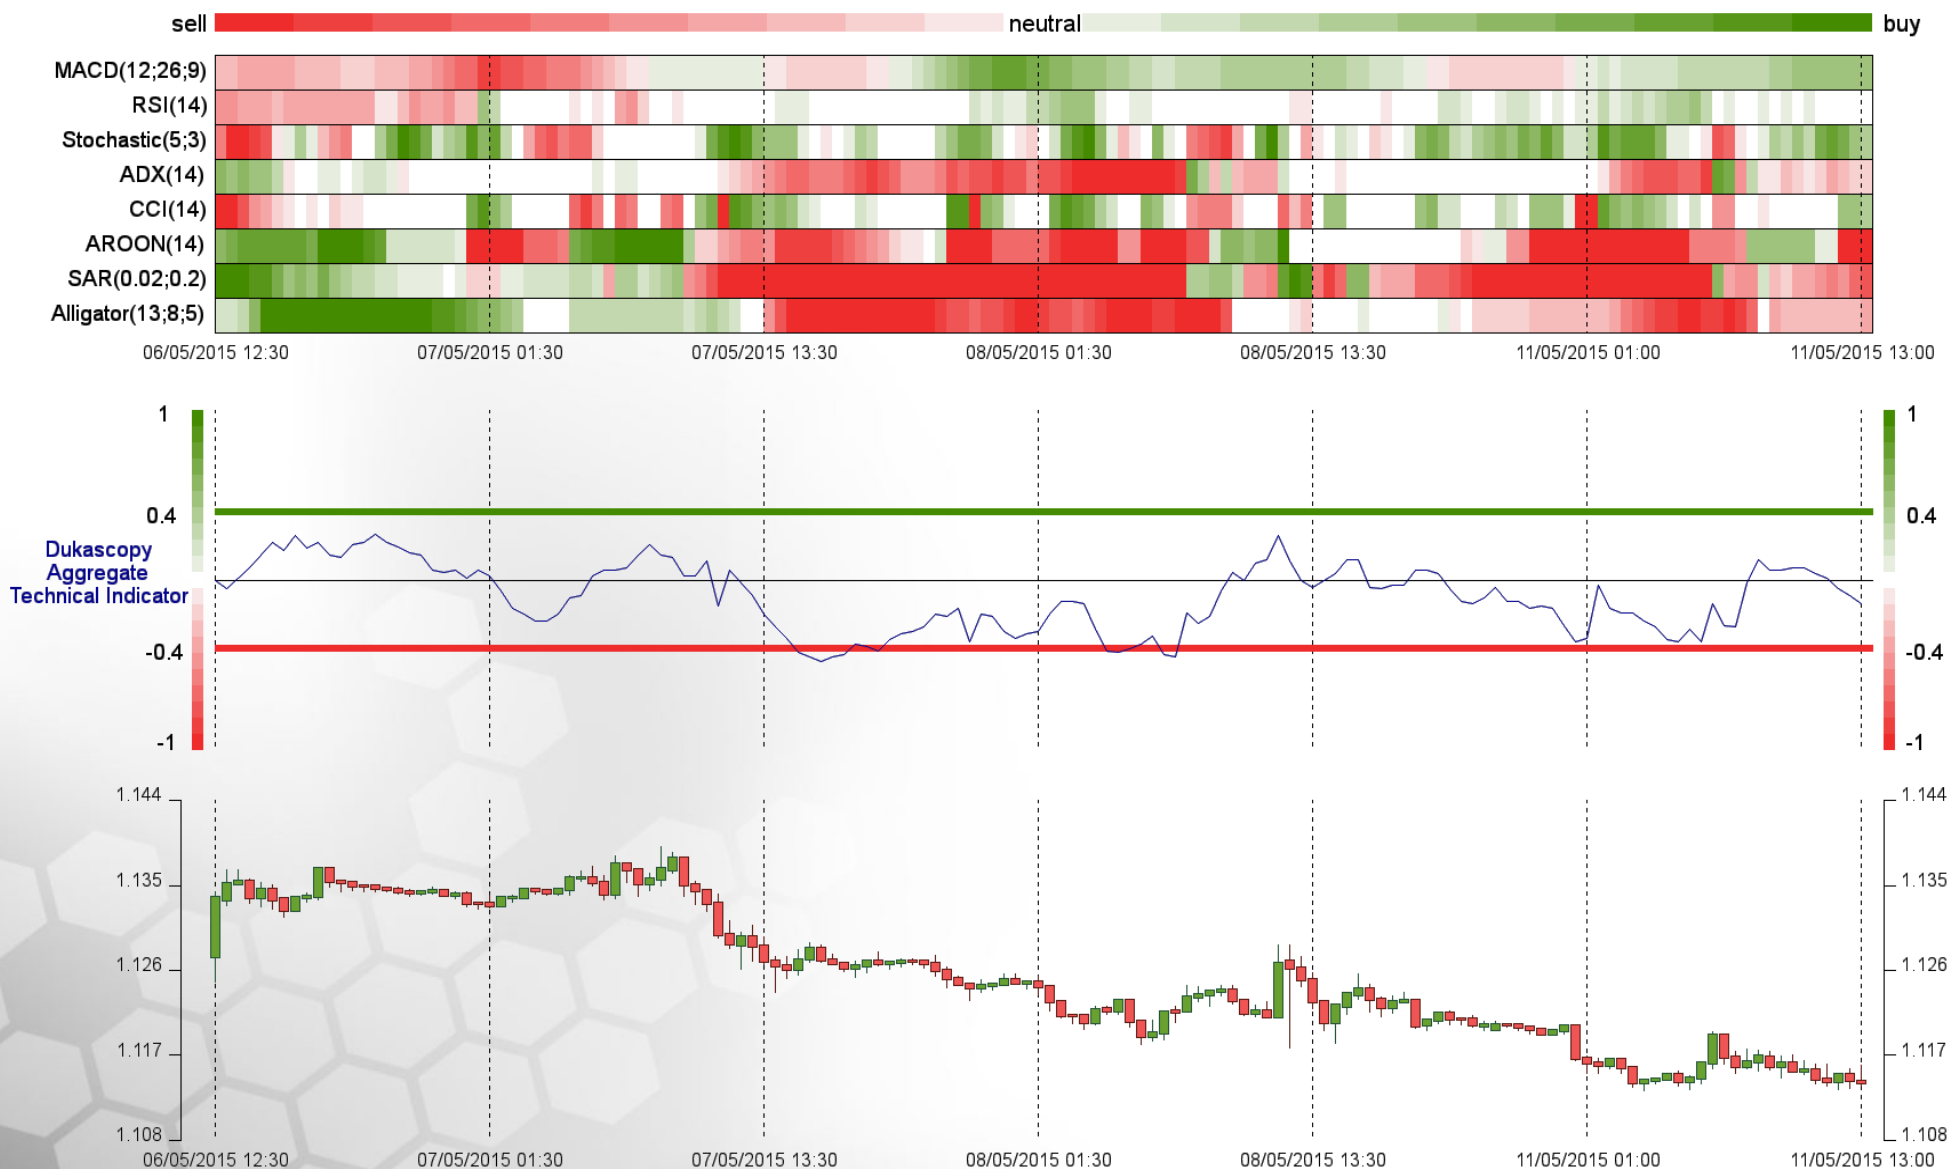 sell neutral buy
MACD(12;26;9)
RSI(14)
Stochastic(5;3)
ADX(14)
CCI(14)
AROON(14)
SAR(0.02;0.2)
Alligator(13;8;5)
06/05/2015 12:30 07/05/2015 01:30 07/05/2015 13:30 08/05/2015 01:30 08/05/2015 13:30 11/05/2015 01:00 11/05/2015 13:00
1 1
0.4 0.4
Dukascopy
Aggregate
Technical Indicator
-0.4 -0.4
-1 -1
1.144 1.144
1.135 1.135
1.126 1.126
1.117 1.117
1.108 1.108
06/05/2015 12:30 07/05/2015 01:30 07/05/2015 13:30 08/05/2015 01:30 08/05/2015 13:30 11/05/2015 01:00 11/05/2015 13:00